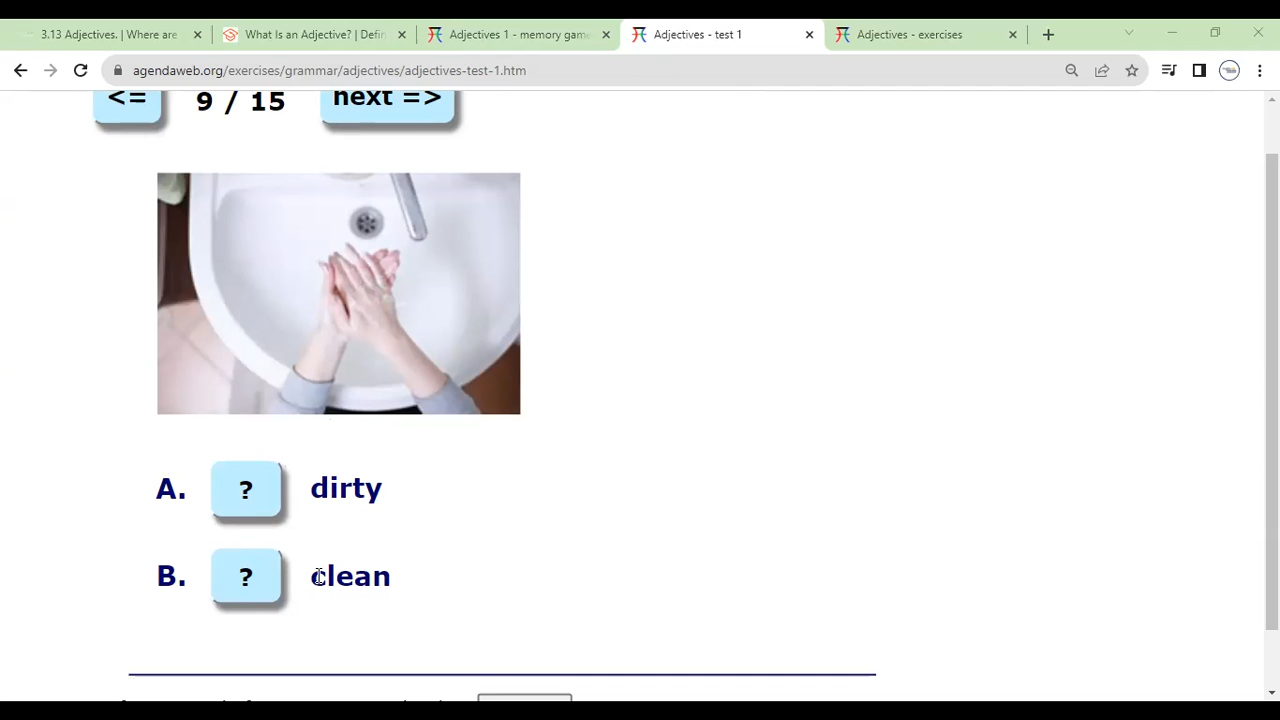 3.13 Adjectives. | Where are
What Is an Adjective? | Defin
Adjectives 1 - memory game
Adjectives - test 1
Adjectives - exercises
agendaweb.org/exercises/grammar/adjectives/adjectives-test-1.htm
<= 9 / 15 next =>
A. ? dirty
B. ? clean